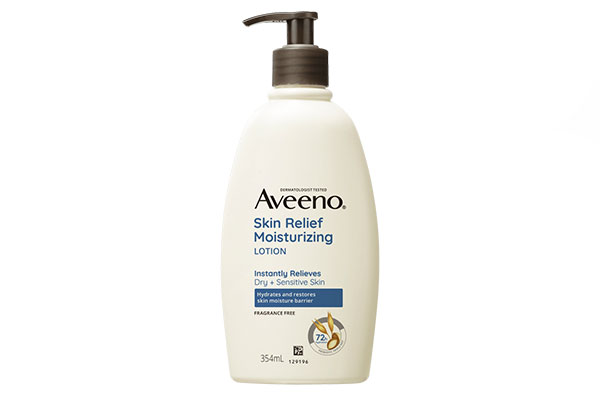 DERMATOLOGIST TESTED
Aveeno®
Skin Relief
Moisturizing
LOTION
Instantly Relieves
Dry + Sensitive Skin
Hydrates and restores
skin moisture barrier
FRAGRANCE FREE
72
354mL
129196